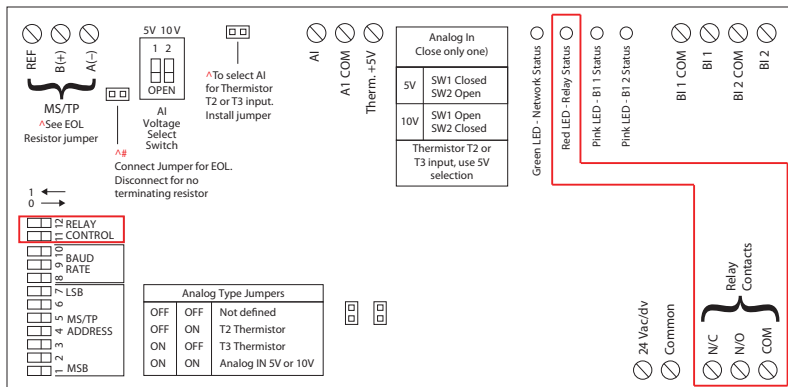 REF
B(+)
A(–)
MS/TP
^See EOL
Resistor jumper
5V 10 V
1 2
OPEN
AI
Voltage
Select
Switch
^To select AI
for Thermistor
T2 or T3 input.
Install jumper
^#
Connect Jumper for EOL.
Disconnect for no
terminating resistor
AI
A1 COM
Therm. +5V
Analog In
Close only one)
5V SW1 Closed
SW2 Open
10V SW1 Open
SW2 Closed
Thermistor T2 or
T3 input, use 5V
selection
Green LED - Network Status
Red LED - Relay Status
Pink LED - B1 1 Status
Pink LED - B1 2 Status
BI 1 COM
BI 1
BI 2 COM
BI 2
1
0
12 RELAY
11 CONTROL
10
9 BAUD
RATE
8
7 LSB
6
5 MS/TP
4 ADDRESS
3
2
1 MSB
Analog Type Jumpers
OFF OFF Not defined
OFF ON T2 Thermistor
ON OFF T3 Thermistor
ON ON Analog IN 5V or 10V
24 Vac/dv
Common
Relay
Contacts
N/C
N/O
COM